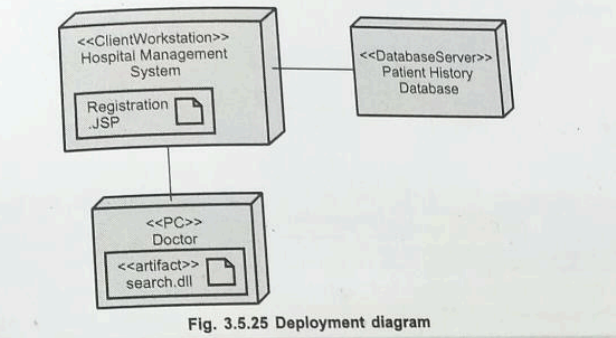 <<ClientWorkstation>>
Hospital Management
System
Registration
.JSP
<<DatabaseServer>>
Patient History
Database
<<PC>>
Doctor
<<artifact>>
search.dll
Fig. 3.5.25 Deployment diagram